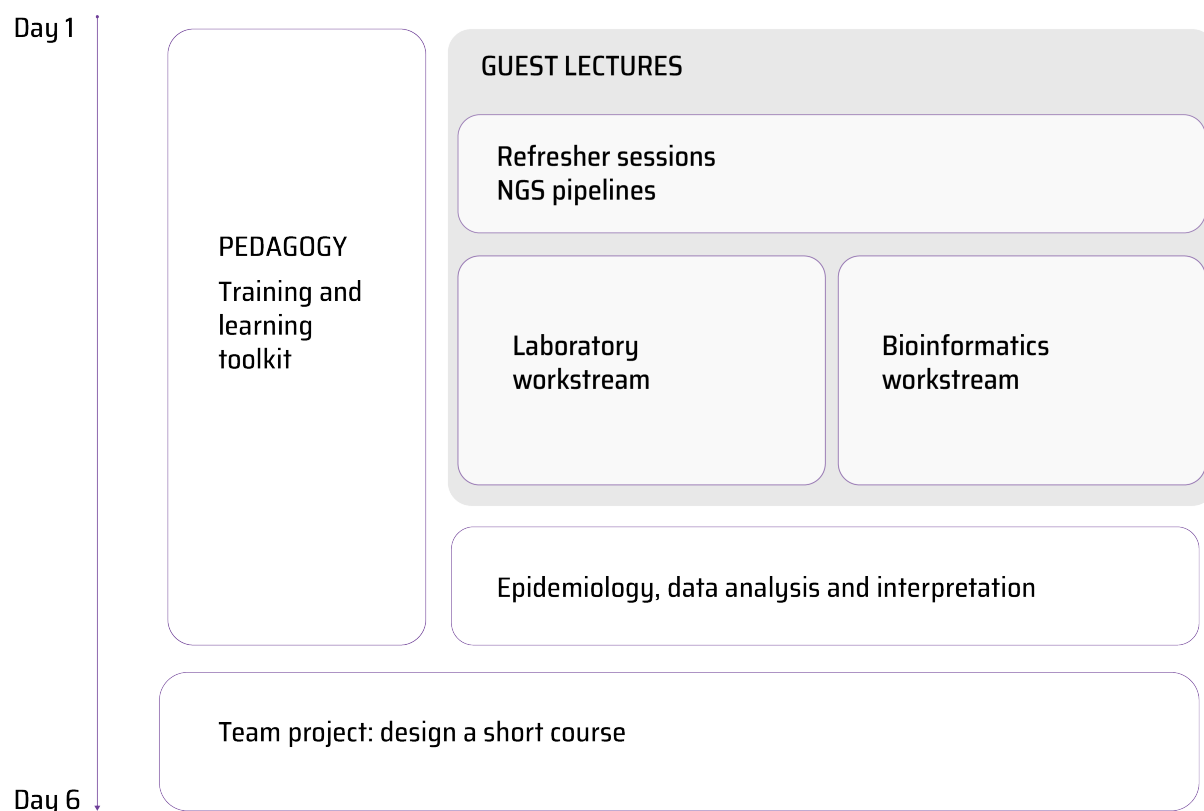 Day 1
GUEST LECTURES
Refresher sessions
NGS pipelines
PEDAGOGY
Training and
learning
toolkit
Laboratory
workstream
Bioinformatics
workstream
Epidemiology, data analysis and interpretation
Team project: design a short course
Day 6